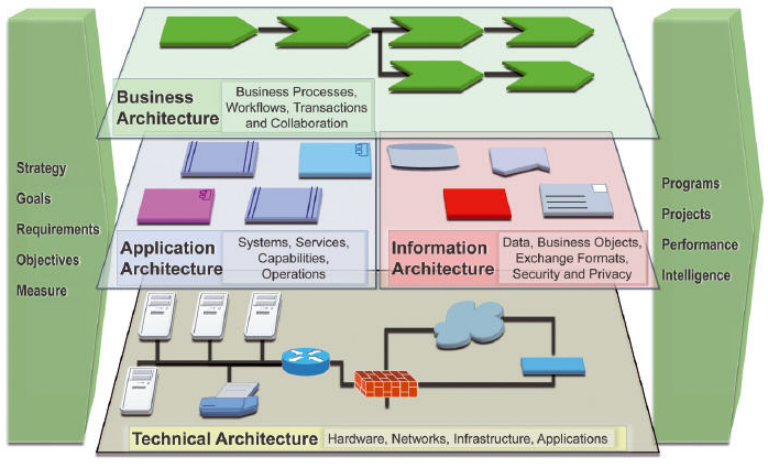 Strategy
Goals
Requirements
Objectives
Measure
Business
Architecture
Business Processes,
Workflows, Transactions
and Collaboration
Application
Architecture
Systems, Services,
Capabilities,
Operations
Information
Architecture
Data, Business Objects,
Exchange Formats,
Security and Privacy
Technical Architecture
Hardware, Networks, Infrastructure, Applications
Programs
Projects
Performance
Intelligence